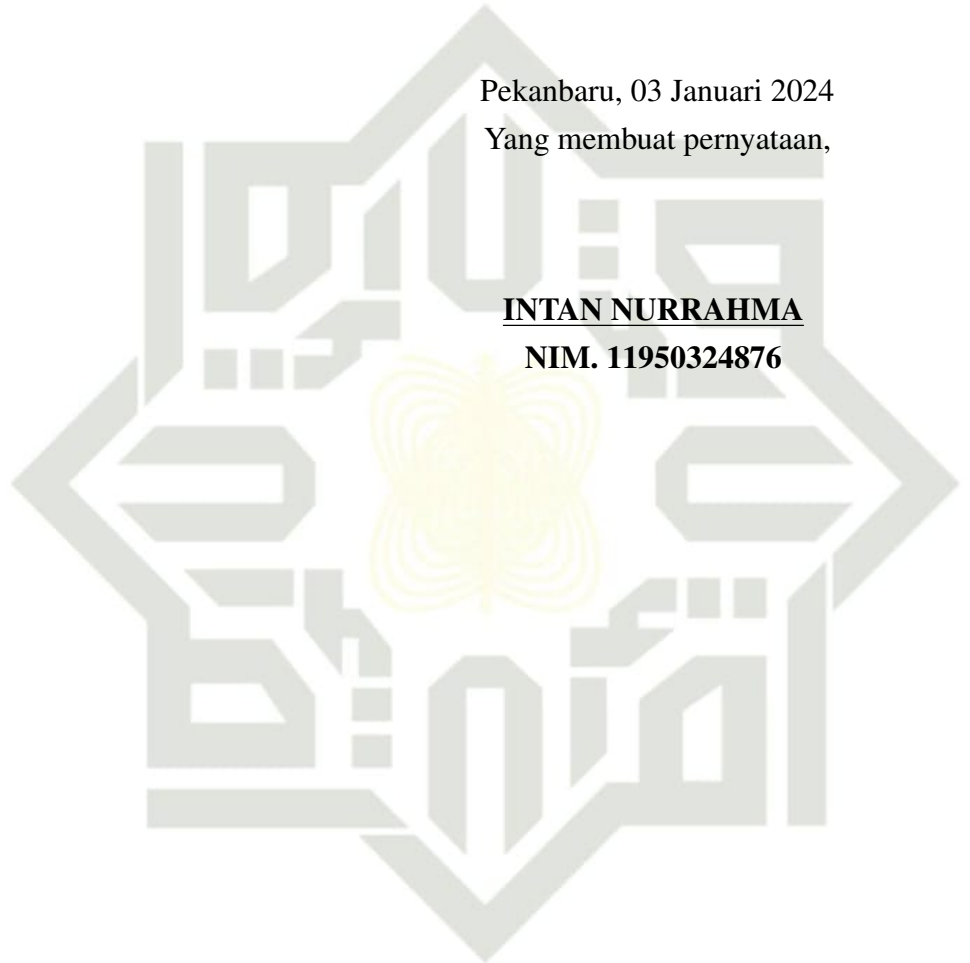 Pekanbaru, 03 Januari 2024
Yang membuat pernyataan,
INTAN NURRAHMA
NIM. 11950324876